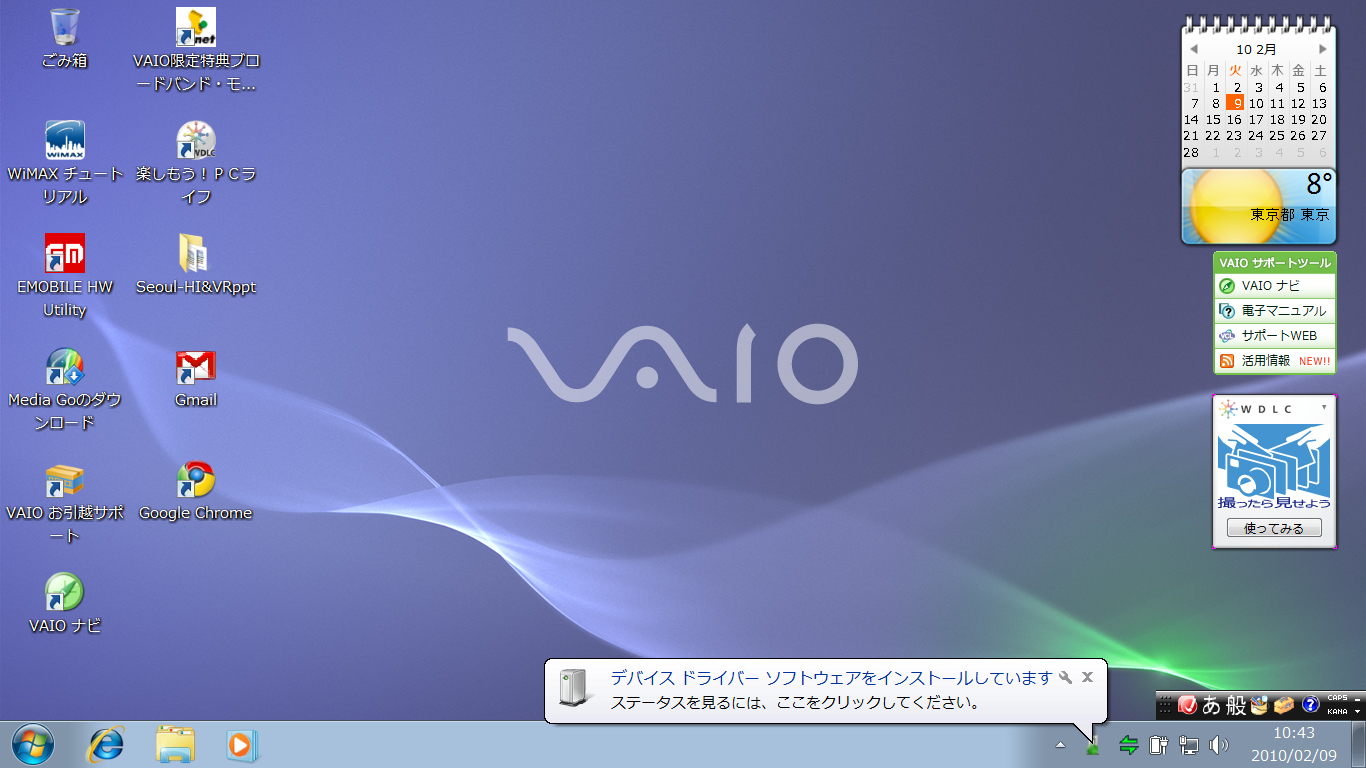 ごみ箱
net
VAIO限定特典ブロ
ードバンド・モ...
WiMAX
WiMAX チュート
リアル
WDLC
楽しもう！ＰＣラ
イフ
EM
EMOBILE HW
Utility
Seoul-HI&VRppt
Media Goのダウ
ンロード
Gmail
VAIO お引越サポ
ート
Google Chrome
VAIO ナビ
VAIO
10 2月
日 月 火 水 木 金 土
31 1 2 3 4 5 6
7 8 9 10 11 12 13
14 15 16 17 18 19 20
21 22 23 24 25 26 27
28 1 2 3 4 5 6
8°
東京都 東京
VAIO サポートツール
VAIO ナビ
電子マニュアル
サポートWEB
活用情報 NEW!!
WDLC
撮ったら見せよう
使ってみる
デバイス ドライバー ソフトウェアをインストールしています
ステータスを見るには、ここをクリックしてください。
あ 般 CAPS
KANA
10:43
2010/02/09